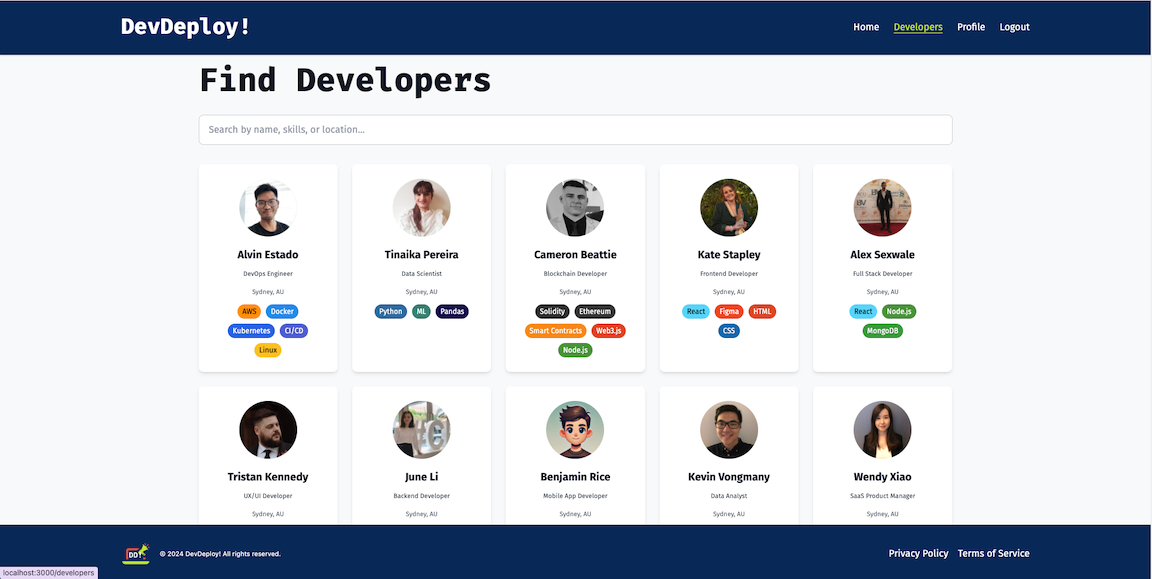 DevDeploy!
Home Developers Profile Logout
Find Developers
Search by name, skills, or location...
Alvin Estado
DevOps Engineer
Sydney, AU
AWS Docker
Kubernetes CI/CD
Linux
Tinaika Pereira
Data Scientist
Sydney, AU
Python ML Pandas
Cameron Beattie
Blockchain Developer
Sydney, AU
Solidity Ethereum
Smart Contracts Web3.js
Node.js
Kate Stapley
Frontend Developer
Sydney, AU
React Figma HTML
CSS
Alex Sexwale
Full Stack Developer
Sydney, AU
React Node.js
MongoDB
Tristan Kennedy
UX/UI Developer
Sydney, AU
June Li
Backend Developer
Sydney, AU
Benjamin Rice
Mobile App Developer
Sydney, AU
Kevin Vongmany
Data Analyst
Sydney, AU
Wendy Xiao
SaaS Product Manager
Sydney, AU
DD!
© 2024 DevDeploy! All rights reserved.
Privacy Policy Terms of Service
localhost:3000/developers